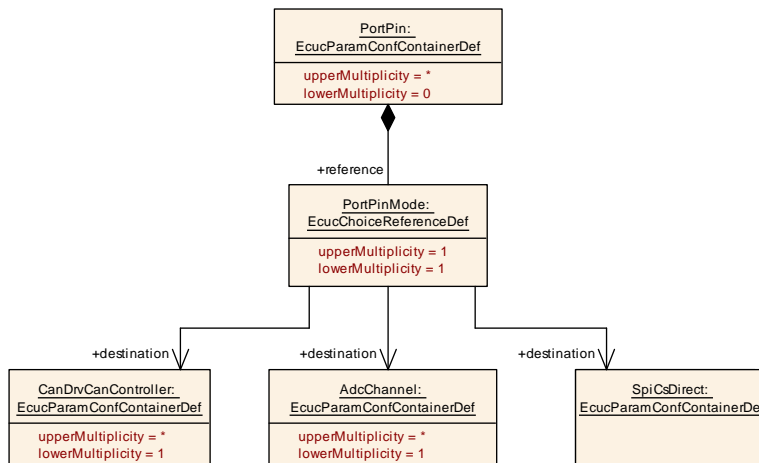 PortPin:
EcucParamConfContainerDef
upperMultiplicity = *
lowerMultiplicity = 0
+reference
PortPinMode:
EcucChoiceReferenceDef
upperMultiplicity = 1
lowerMultiplicity = 1
+destination
+destination
+destination
CanDrvCanController:
EcucParamConfContainerDef
upperMultiplicity = *
lowerMultiplicity = 1
AdcChannel:
EcucParamConfContainerDef
upperMultiplicity = *
lowerMultiplicity = 1
SpiCsDirect:
EcucParamConfContainerDef